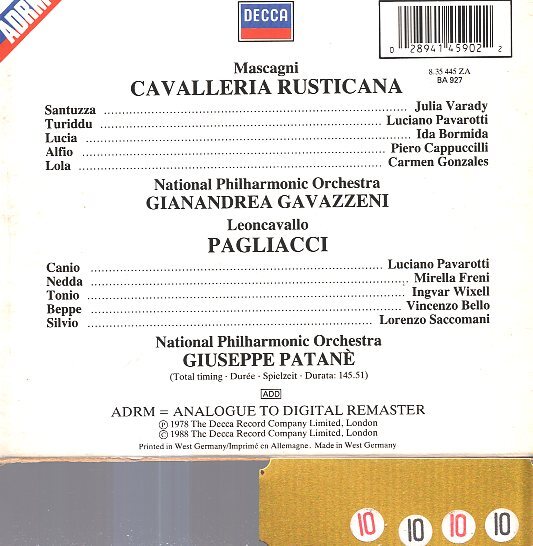 ADRM
DECCA
0 28941 45902 2
8.35 445 ZA
BA 927
Mascagni
CAVALLERIA RUSTICANA
Santuzza ........ Julia Varady
Turiddu ........ Luciano Pavarotti
Lucia ........ Ida Bormida
Alfio ........ Piero Cappuccilli
Lola ........ Carmen Gonzales
National Philharmonic Orchestra
GIANANDREA GAVAZZENI
Leoncavallo
PAGLIACCI
Canio ........ Luciano Pavarotti
Nedda ........ Mirella Freni
Tonio ........ Ingvar Wixell
Beppe ........ Vincenzo Bello
Silvio ........ Lorenzo Saccomani
National Philharmonic Orchestra
GIUSEPPE PATANÈ
(Total timing · Durée · Spielzeit · Durata: 145.51)
ADD
ADRM = ANALOGUE TO DIGITAL REMASTER
Ⓟ 1978 The Decca Record Company Limited, London
© 1988 The Decca Record Company Limited, London
Printed in West Germany/Imprimé en Allemagne. Made in West Germany
10 10 10 10